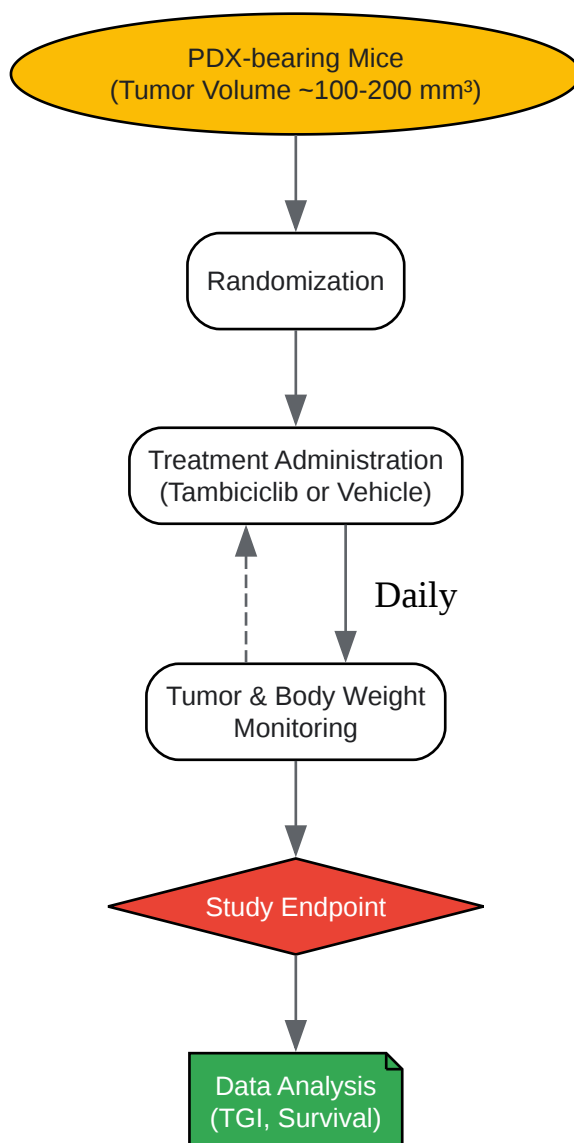 PDX-bearing Mice
(Tumor Volume ~100-200 mm³)
Randomization
Treatment Administration
(Tambiciclib or Vehicle)
Daily
Tumor & Body Weight
Monitoring
Study Endpoint
Data Analysis
(TGI, Survival)